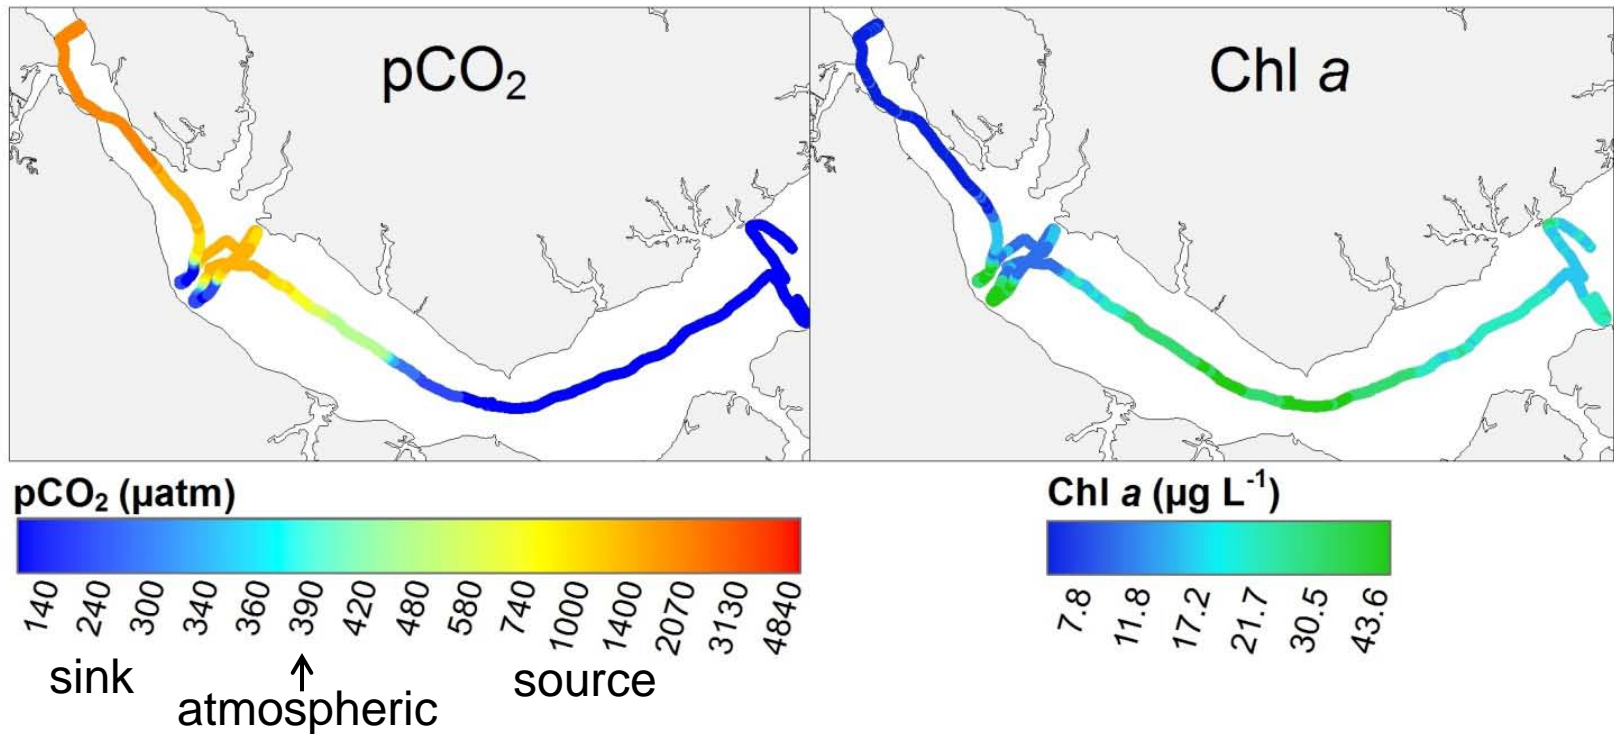 pCO₂
Chl a
pCO₂ (µatm)
140 240 300 340 360 390 420 480 580 740 1000 1400 2070 3130 4840
sink
atmospheric
source
Chl a (µg L⁻¹)
7.8 11.8 17.2 21.7 30.5 43.6